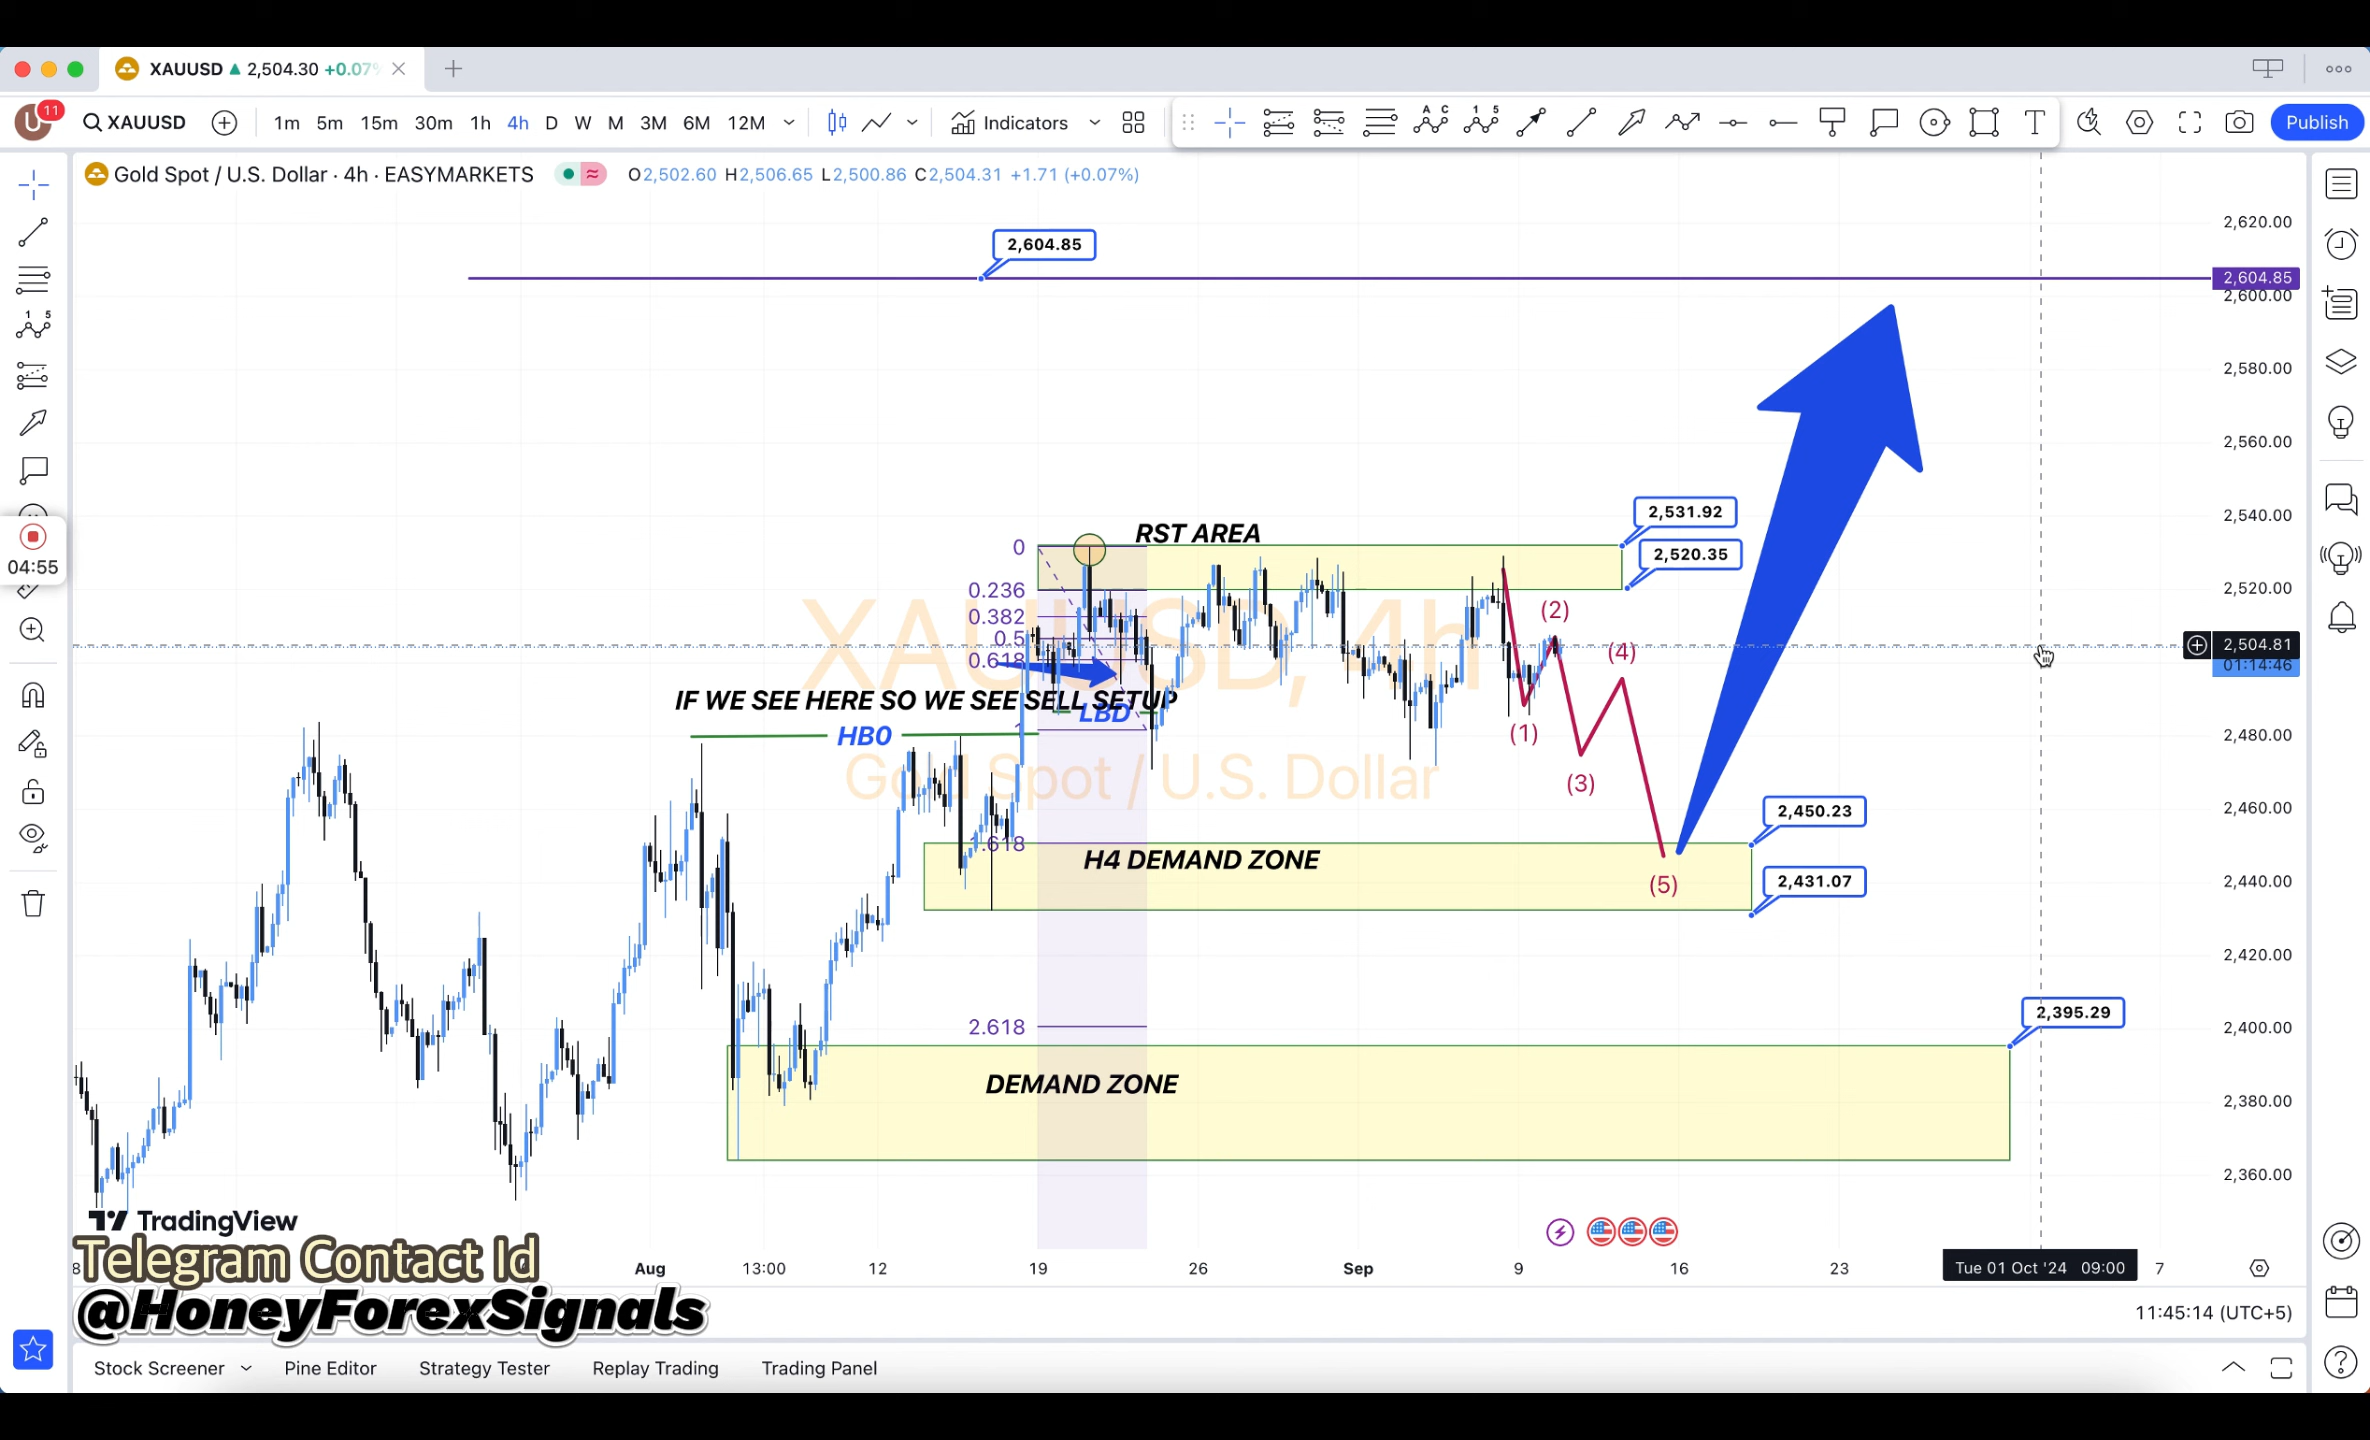 XAUUSD ▲ 2,504.30 +0.07%
11
U XAUUSD 1m 5m 15m 30m 1h 4h D W M 3M 6M 12M Indicators Publish
Gold Spot / U.S. Dollar · 4h · EASYMARKETS O2,502.60 H2,506.65 L2,500.86 C2,504.31 +1.71 (+0.07%)
2,620.00
2,604.85
2,604.85
2,600.00
2,580.00
2,560.00
2,540.00
2,531.92
RST AREA
0
2,520.35
04:55
0.236
2,520.00
XAUUSD, 4h
(2)
0.382
0.5
2,504.81
(4)
0.618
01:14:46
IF WE SEE HERE SO WE SEE SELL SETUP
LBD
1
(1)
HBO
2,480.00
Gold Spot / U.S. Dollar
(3)
2,460.00
2,450.23
1.618
H4 DEMAND ZONE
(5)
2,440.00
2,431.07
2,420.00
2,395.29
2.618
2,400.00
DEMAND ZONE
2,380.00
2,360.00
TradingView
Telegram Contact Id
Aug 13:00 12 19 26 Sep 9 16 23 Tue 01 Oct '24 09:00 7
@HoneyForexSignals
11:45:14 (UTC+5)
Stock Screener Pine Editor Strategy Tester Replay Trading Trading Panel